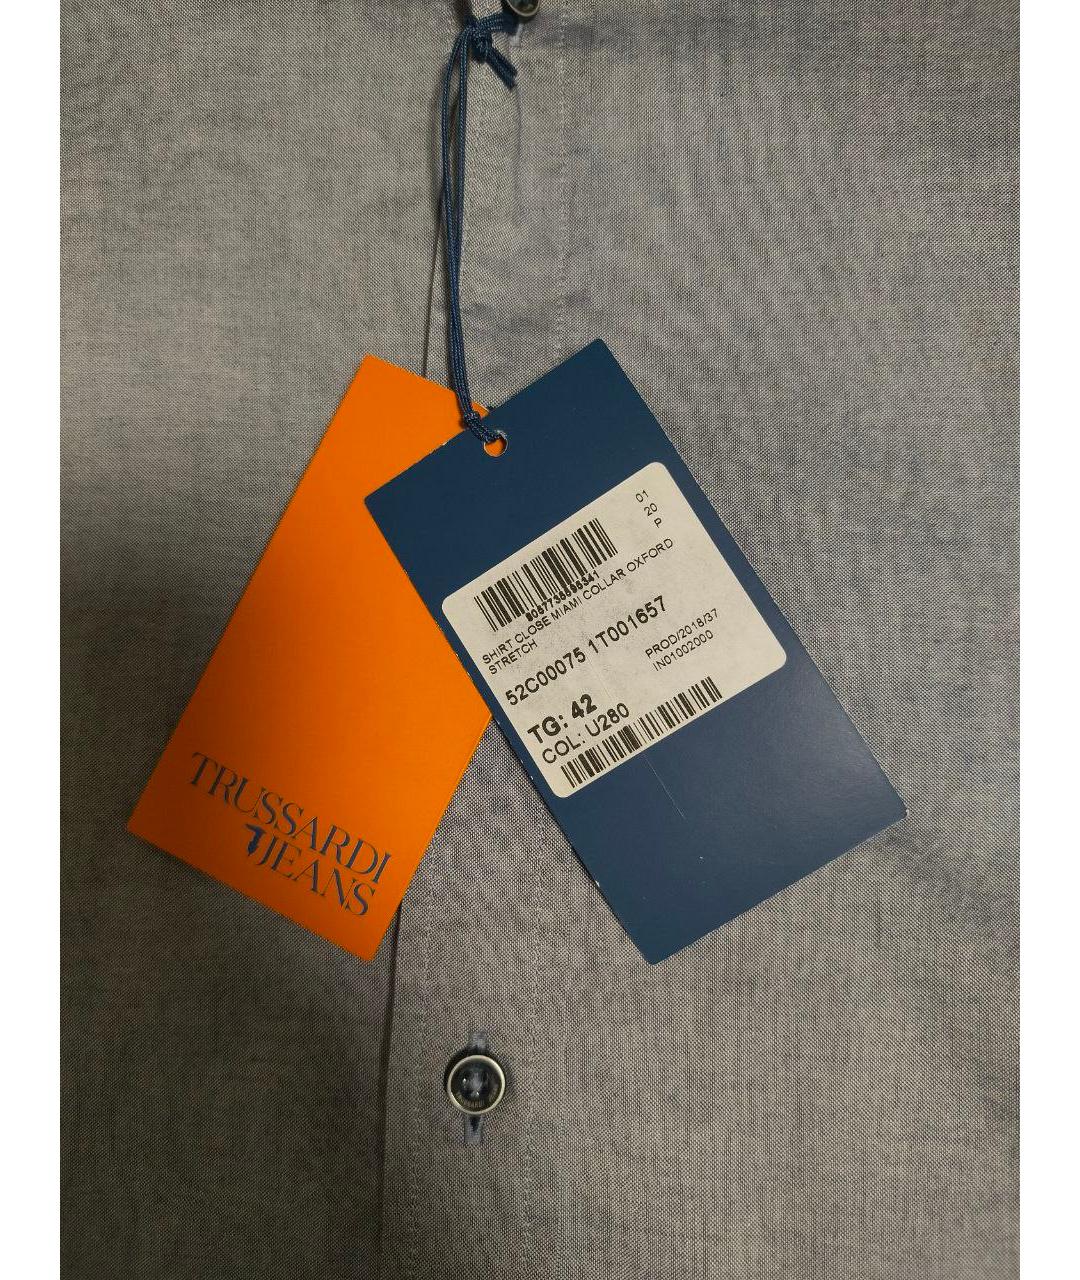 01
20
P
SHIRT CLOSE MIAMI COLLAR OXFORD
STRETCH
52C00075 1T001657
PROD/2018/37
IN01002000
TG: 42
COL: U280
TRUSSARDI
JEANS